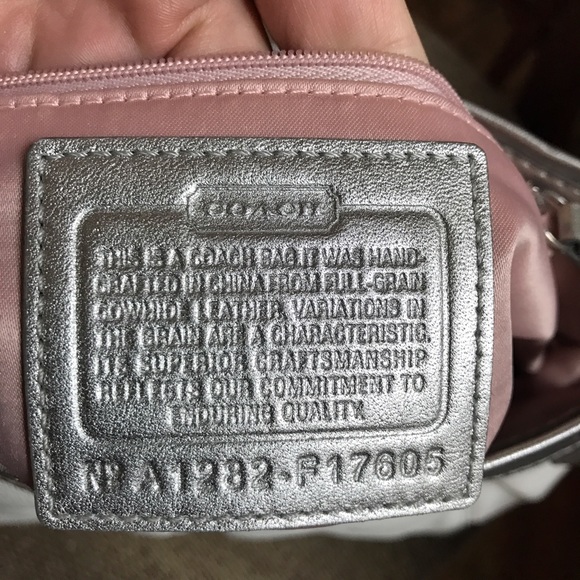 COACH
THIS IS A COACH BAG. IT WAS HAND-
CRAFTED IN CHINA FROM FULL-GRAIN
COWHIDE LEATHER. VARIATIONS IN
THE GRAIN ARE A CHARACTERISTIC.
ITS SUPERIOR CRAFTSMANSHIP
REFLECTS OUR COMMITMENT TO
ENDURING QUALITY.
Nº A1282-F17605